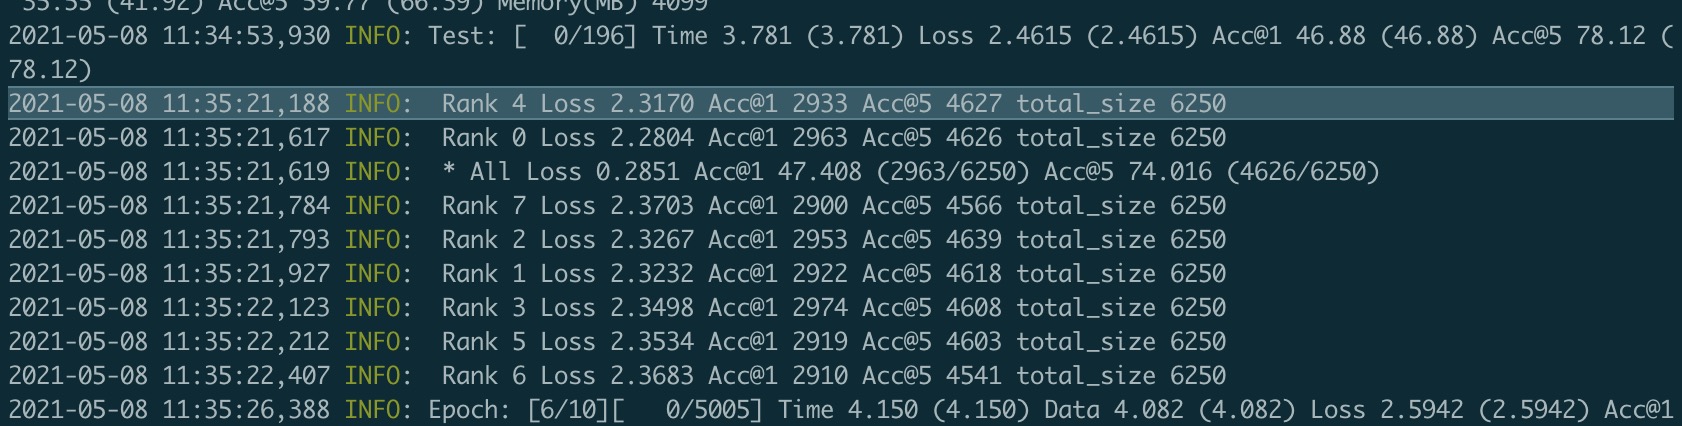 35.55 (41.92) Acc@5 59.77 (66.39) Memory(MB) 4099
2021-05-08 11:34:53,930 INFO: Test: [  0/196] Time 3.781 (3.781) Loss 2.4615 (2.4615) Acc@1 46.88 (46.88) Acc@5 78.12 (
78.12)
2021-05-08 11:35:21,188 INFO:  Rank 4 Loss 2.3170 Acc@1 2933 Acc@5 4627 total_size 6250
2021-05-08 11:35:21,617 INFO:  Rank 0 Loss 2.2804 Acc@1 2963 Acc@5 4626 total_size 6250
2021-05-08 11:35:21,619 INFO:  * All Loss 0.2851 Acc@1 47.408 (2963/6250) Acc@5 74.016 (4626/6250)
2021-05-08 11:35:21,784 INFO:  Rank 7 Loss 2.3703 Acc@1 2900 Acc@5 4566 total_size 6250
2021-05-08 11:35:21,793 INFO:  Rank 2 Loss 2.3267 Acc@1 2953 Acc@5 4639 total_size 6250
2021-05-08 11:35:21,927 INFO:  Rank 1 Loss 2.3232 Acc@1 2922 Acc@5 4618 total_size 6250
2021-05-08 11:35:22,123 INFO:  Rank 3 Loss 2.3498 Acc@1 2974 Acc@5 4608 total_size 6250
2021-05-08 11:35:22,212 INFO:  Rank 5 Loss 2.3534 Acc@1 2919 Acc@5 4603 total_size 6250
2021-05-08 11:35:22,407 INFO:  Rank 6 Loss 2.3683 Acc@1 2910 Acc@5 4541 total_size 6250
2021-05-08 11:35:26,388 INFO: Epoch: [6/10][   0/5005] Time 4.150 (4.150) Data 4.082 (4.082) Loss 2.5942 (2.5942) Acc@1